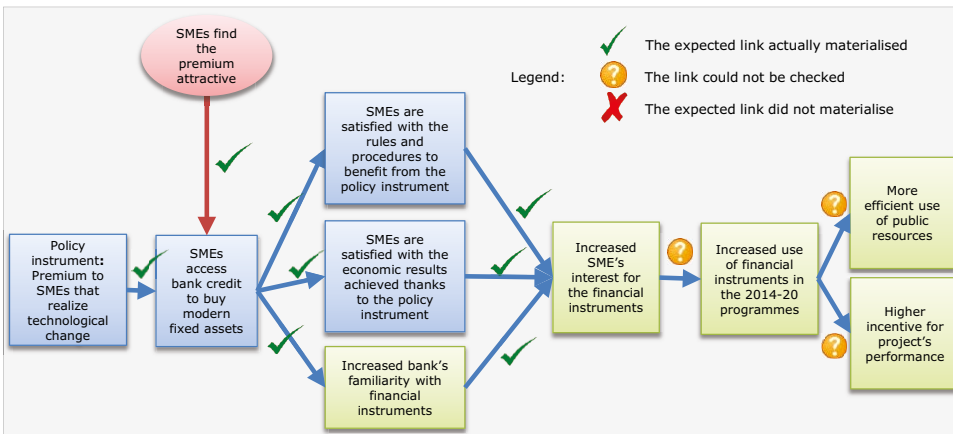 SMEs find
the
premium
attractive
The expected link actually materialised
Legend:
?
The link could not be checked
The expected link did not materialise
SMEs are
satisfied with the
rules and
procedures to
benefit from the
policy instrument
Policy
instrument:
Premium to
SMEs that
realize
technological
change
SMEs
access
bank credit
to buy
modern
fixed assets
SMEs are
satisfied with the
economic results
achieved thanks to
the policy
instrument
Increased bank's
familiarity with
financial
instruments
Increased
SME's
interest for
the financial
instruments
?
Increased use
of financial
instruments in
the 2014-20
programmes
?
More
efficient use
of public
resources
?
Higher
incentive for
project's
performance